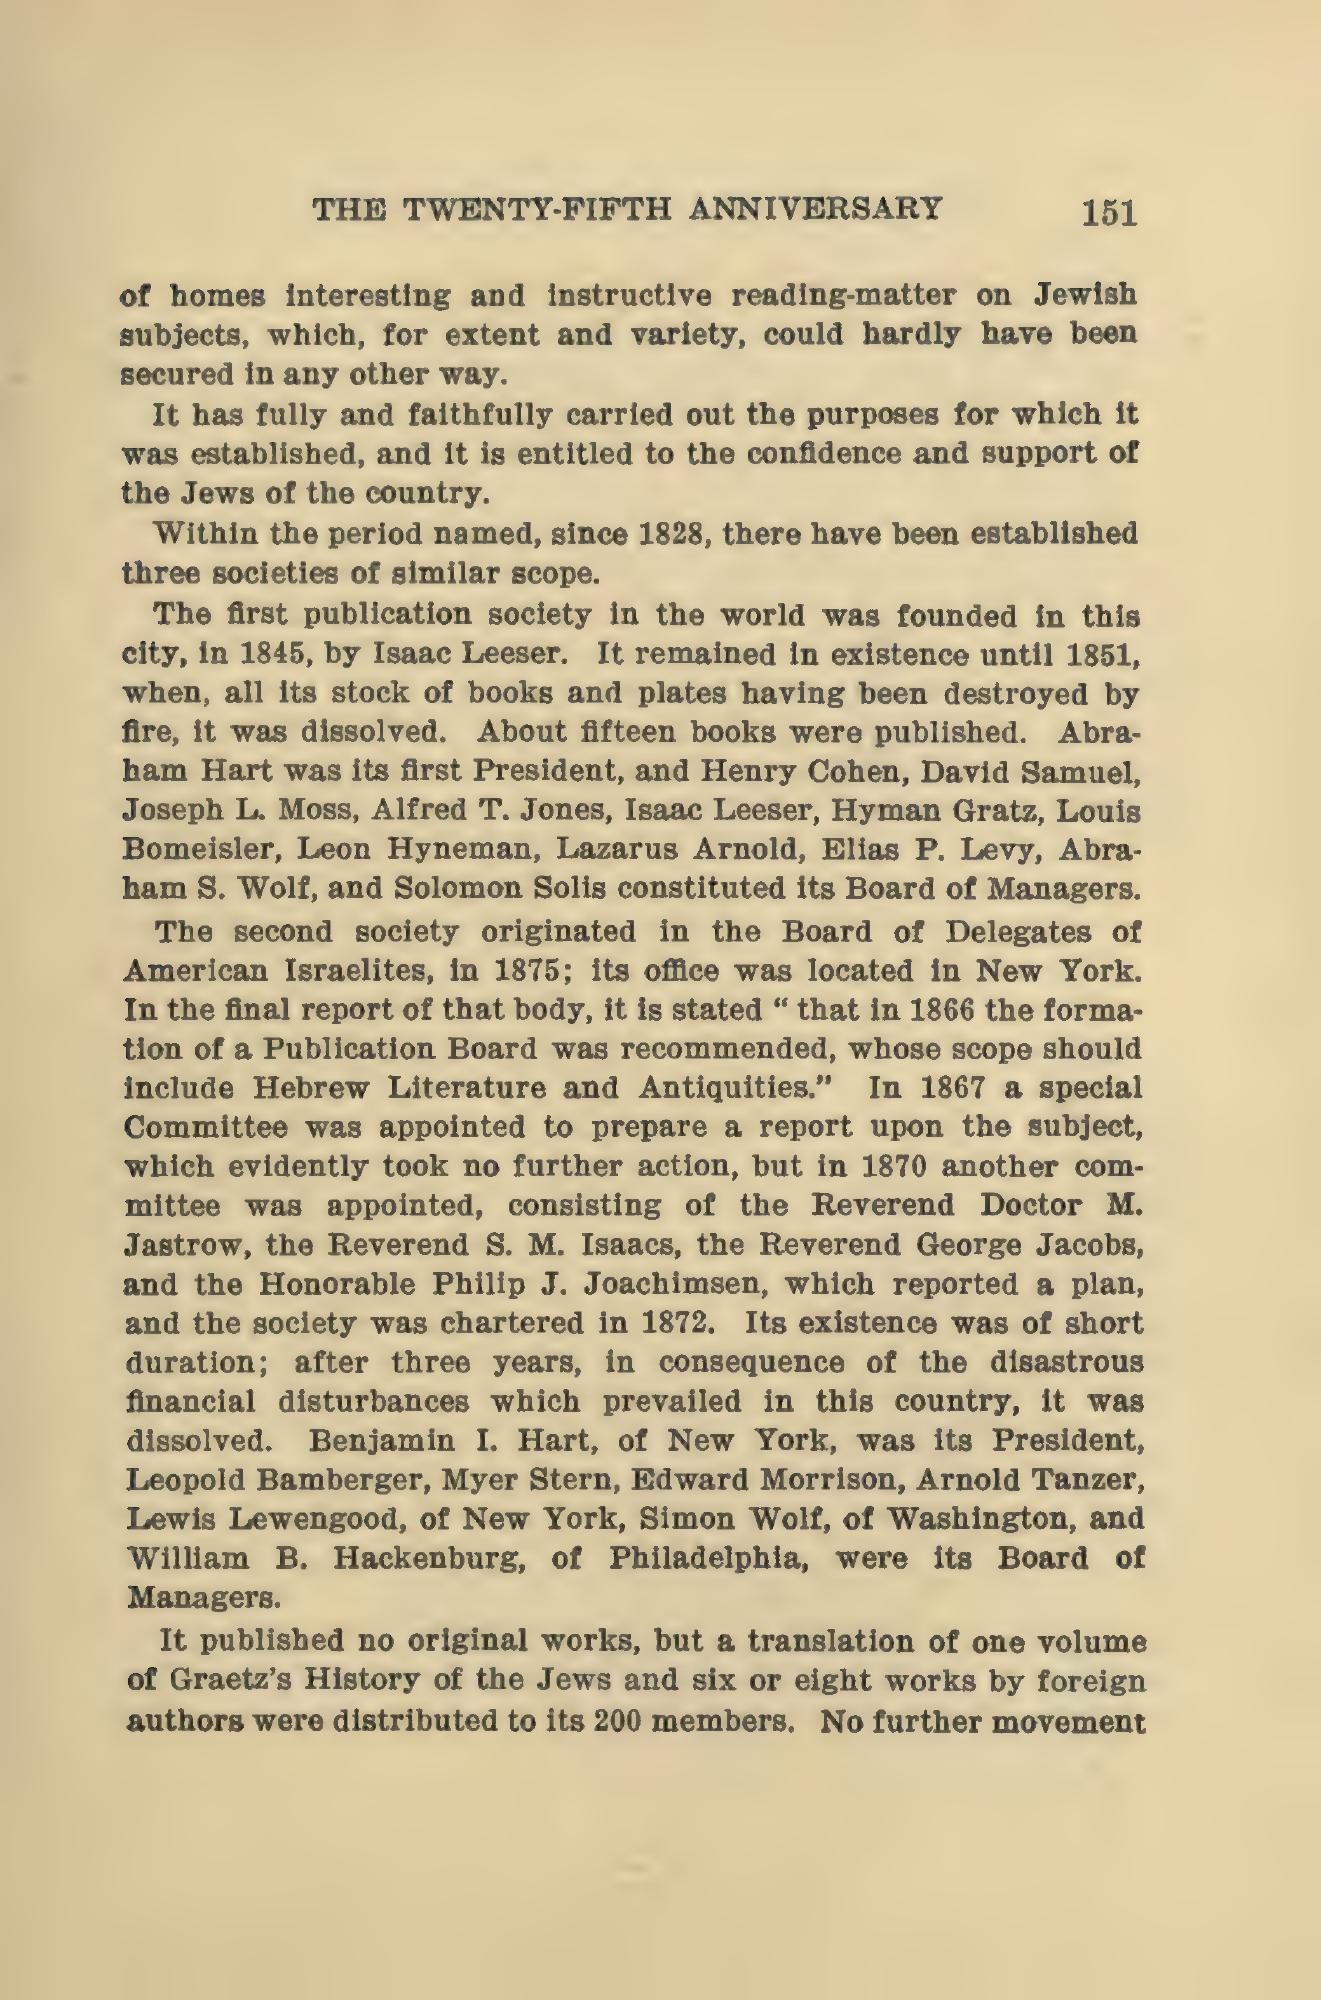 THE TWENTY-FIFTH ANNIVERSARY 151
of homes interesting and instructive reading-matter on Jewish
subjects, which, for extent and variety, could hardly have been
secured in any other way.
It has fully and faithfully carried out the purposes for which it
was established, and it is entitled to the confidence and support of
the Jews of the country.
Within the period named, since 1828, there have been established
three societies of similar scope.
The first publication society in the world was founded in this
city, in 1845, by Isaac Leeser. It remained in existence until 1851,
when, all its stock of books and plates having been destroyed by
fire, it was dissolved. About fifteen books were published. Abra-
ham Hart was its first President, and Henry Cohen, David Samuel,
Joseph L. Moss, Alfred T. Jones, Isaac Leeser, Hyman Gratz, Louis
Bomeisler, Leon Hyneman, Lazarus Arnold, Elias P. Levy, Abra-
ham S. Wolf, and Solomon Solis constituted its Board of Managers.
The second society originated in the Board of Delegates of
American Israelites, in 1875; its office was located in New York.
In the final report of that body, it is stated “ that in 1866 the forma-
tion of a Publication Board was recommended, whose scope should
include Hebrew Literature and Antiquities.” In 1867 a special
Committee was appointed to prepare a report upon the subject,
which evidently took no further action, but in 1870 another com-
mittee was appointed, consisting of the Reverend Doctor M.
Jastrow, the Reverend S. M. Isaacs, the Reverend George Jacobs,
and the Honorable Philip J. Joachimsen, which reported a plan,
and the society was chartered in 1872. Its existence was of short
duration; after three years, in consequence of the disastrous
financial disturbances which prevailed in this country, it was
dissolved. Benjamin I. Hart, of New York, was its President,
Leopold Bamberger, Myer Stern, Edward Morrison, Arnold Tanzer,
Lewis Lewengood, of New York, Simon Wolf, of Washington, and
William B. Hackenburg, of Philadelphia, were its Board of
Managers.
It published no original works, but a translation of one volume
of Graetz’s History of the Jews and six or eight works by foreign
authors were distributed to its 200 members. No further movement